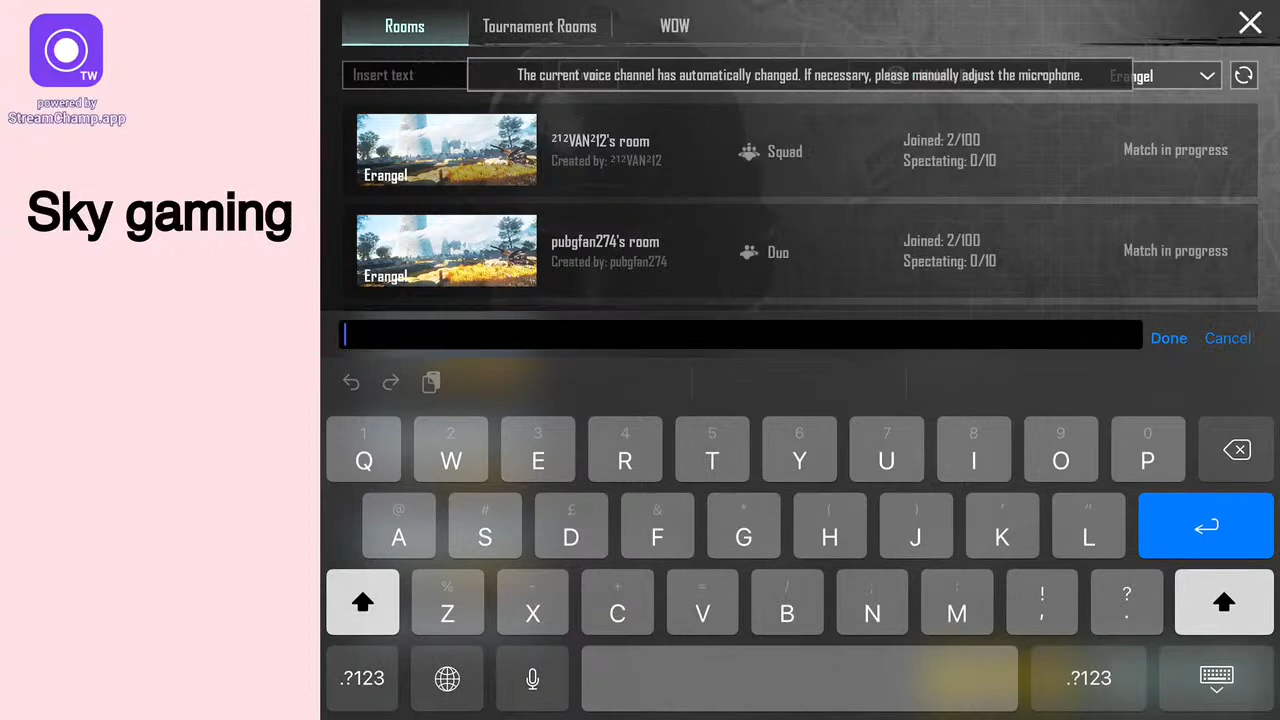 TW
powered by
StreamChamp.app
Sky gaming
Rooms
Tournament Rooms
WOW
Insert text
The current voice channel has automatically changed. If necessary, please manually adjust the microphone.
Erangel
²¹²VAN²12's room
Created by: ²¹²VAN²12
Squad
Joined: 2/100
Spectating: 0/10
Match in progress
Erangel
pubgfan274's room
Created by: pubgfan274
Duo
Joined: 2/100
Spectating: 0/10
Match in progress
Erangel
Done
Cancel
1 2 3 4 5 6 7 8 9 0
Q W E R T Y U I O P
@ # £ & * ( ) ' "
A S D F G H J K L
% - + = / ; : ! ?
Z X C V B N M , .
.?123
.?123